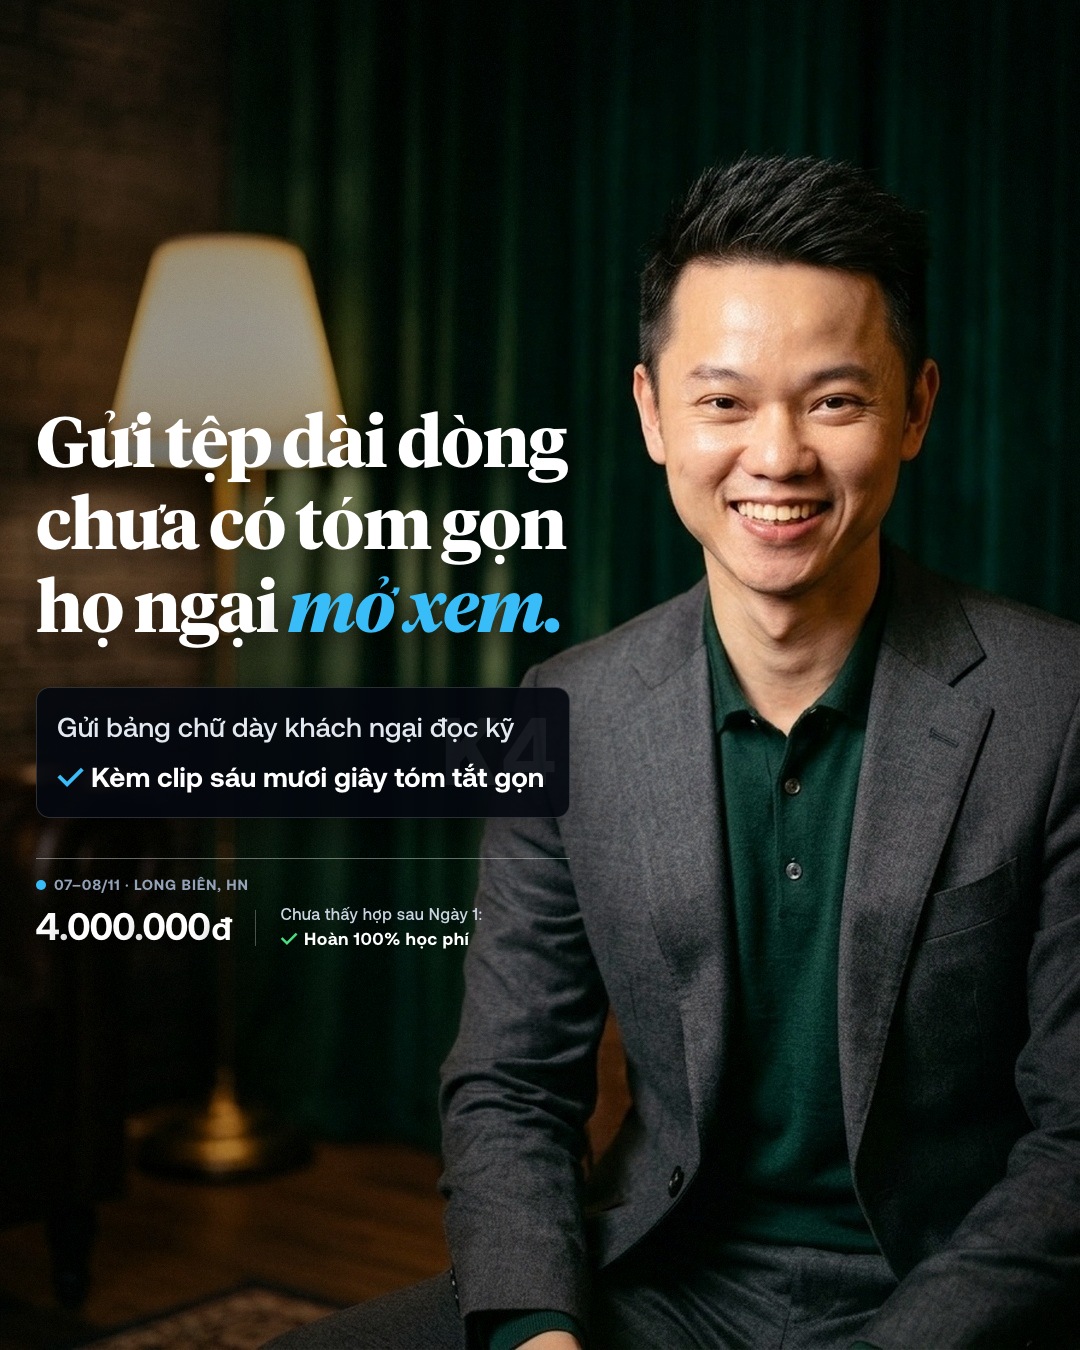 Gửi tệp dài dòng
chưa có tóm gọn
họ ngại mở xem.
Gửi bảng chữ dày khách ngại đọc kỹ
Kèm clip sáu mươi giây tóm tắt gọn
07–08/11 · LONG BIÊN, HN
4.000.000đ
Chưa thấy hợp sau Ngày 1:
Hoàn 100% học phí